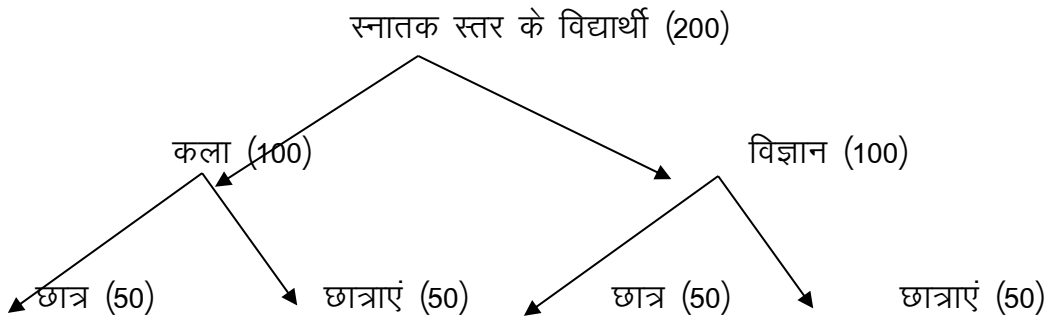 स्नातक स्तर के विद्यार्थी (200)
कला (100) विज्ञान (100)
छात्र (50) छात्राएं (50) छात्र (50) छात्राएं (50)